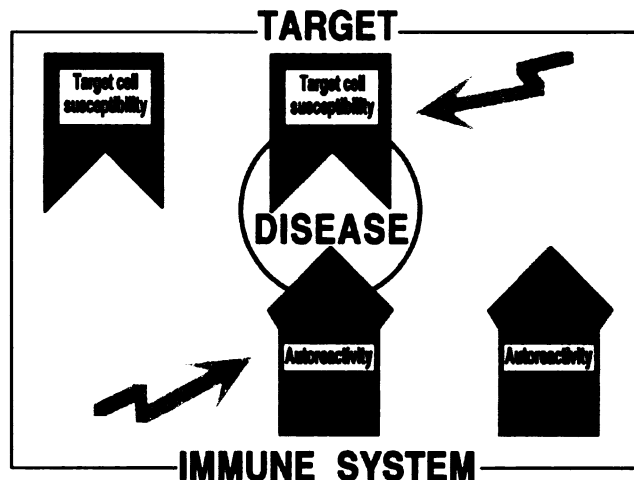 TARGET
Target cell
susceptibility
Target cell
susceptibility
DISEASE
Autoreactivity
Autoreactivity
IMMUNE SYSTEM